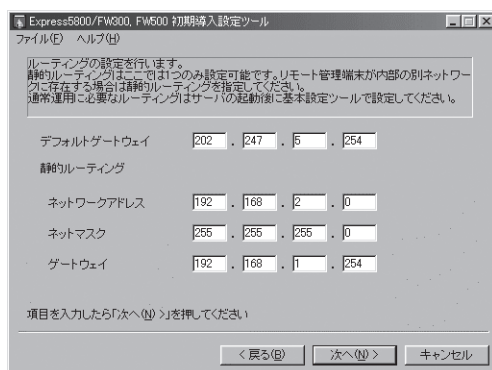 Express5800/FW300, FW500 初期導入設定ツール
ファイル(F) ヘルプ(H)
ルーティングの設定を行います。
静的ルーティングはここでは1つのみ設定可能です。リモート管理端末が内部の別ネットワー
クに存在する場合は静的ルーティングを指定してください。
通常運用に必要なルーティングはサーバの起動後に基本設定ツールで設定してください。
デフォルトゲートウェイ 202 . 247 . 5 . 254
静的ルーティング
ネットワークアドレス 192 . 168 . 2 . 0
ネットマスク 255 . 255 . 255 . 0
ゲートウェイ 192 . 168 . 1 . 254
項目を入力したら「次へ(N) >」を押してください
< 戻る(B) 次へ(N) > キャンセル